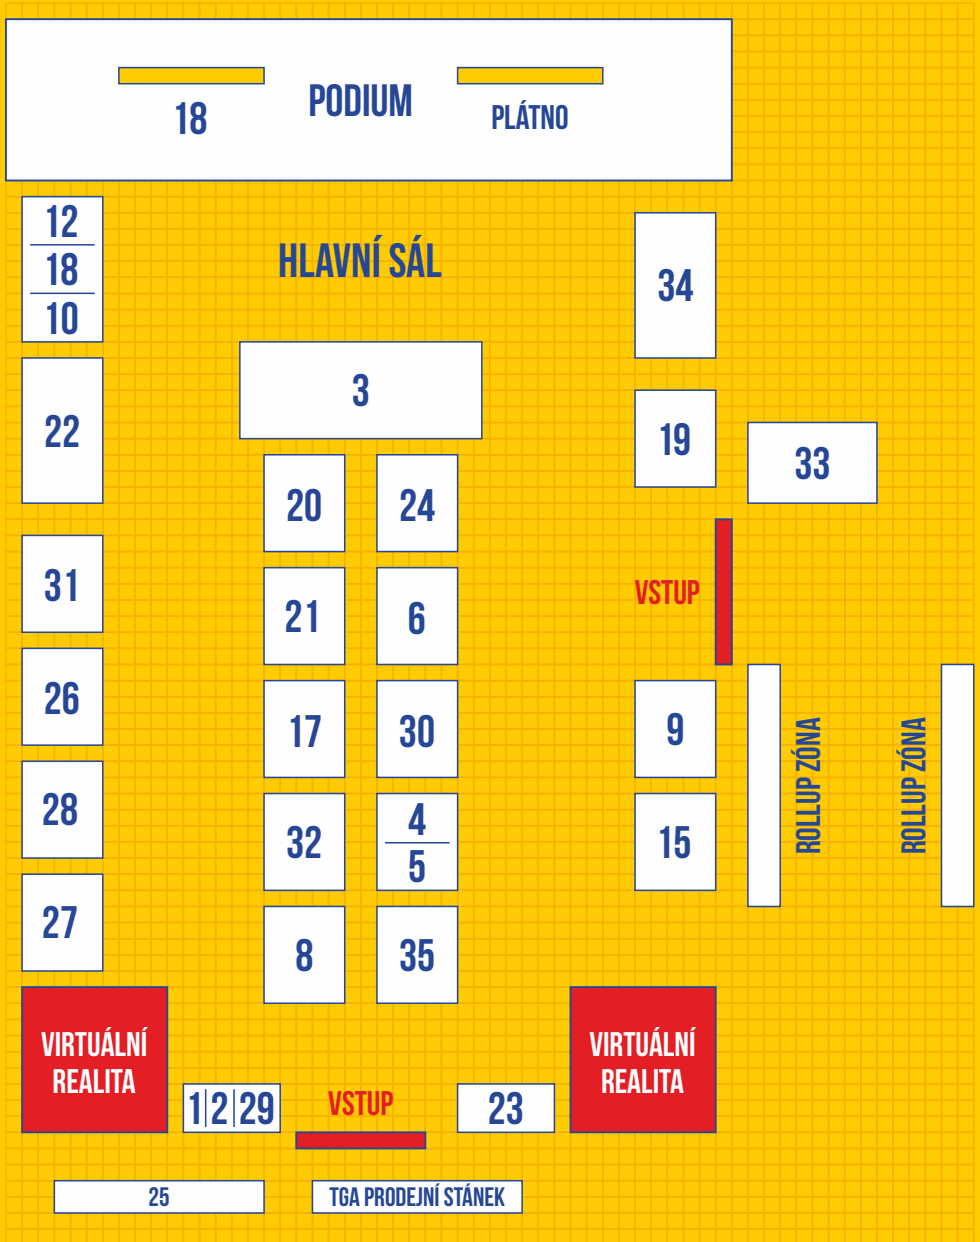 PODIUM
18
PLÁTNO
12
18
10
HLAVNÍ SÁL
34
22
3
19
33
20
24
31
21
6
VSTUP
26
17
30
9
ROLLUP ZÓNA
ROLLUP ZÓNA
28
32
4
5
15
27
8
35
VIRTUÁLNÍ
REALITA
VIRTUÁLNÍ
REALITA
1|2|29
VSTUP
23
25
TGA PRODEJNÍ STÁNEK